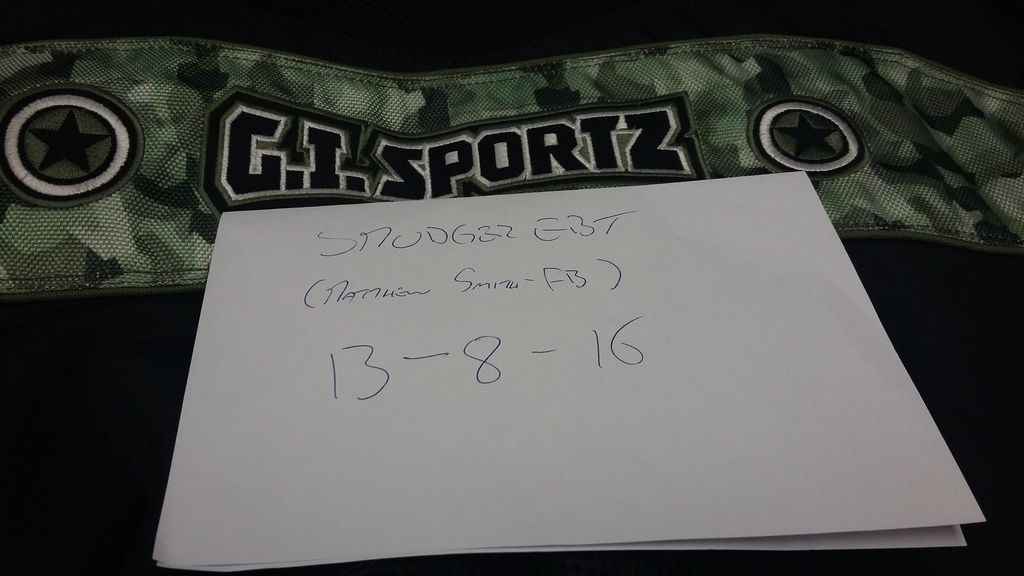 G.I. SPORTZ
SMUDGER EBT
(MATTHEW SMITH-FB)
13-8-16